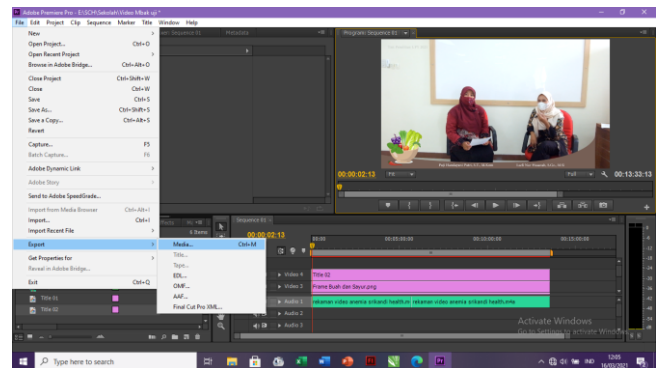 Adobe Premiere Pro - E:\SCH\Sekolah\Video Mbak uji *
File Edit Project Clip Sequence Marker Title Window Help
New
Open Project... Ctrl+O
Open Recent Project
Browse in Adobe Bridge... Ctrl+Alt+O
Close Project Ctrl+Shift+W
Close Ctrl+W
Save Ctrl+S
Save As... Ctrl+Shift+S
Save a Copy... Ctrl+Alt+S
Revert
Capture... F5
Batch Capture... F6
Adobe Dynamic Link
Adobe Story
Send to Adobe SpeedGrade...
Import from Media Browser Ctrl+Alt+I
Import... Ctrl+I
Import Recent File
Export
Get Properties for
Reveal in Adobe Bridge...
Exit Ctrl+Q
Media... Ctrl+M
Title...
Tape...
EDL...
OMF...
AAF...
Final Cut Pro XML...
Sequence 01
Metadata
Program: Sequence 01
00:00:02:13
Fit
Full
00:13:33:13
6 Items
Sequence 01
00:00:02:13
00:00
00:05:00:00
00:10:00:00
00:15:00:00
Video 4
Title 02
Video 3
Frame Buah dan Sayur.png
Audio 1
rekaman video anemia srikandi health.m rekaman video anemia srikandi health.m4a
Audio 2
Audio 3
Title 01
Title 02
Activate Windows
Go to Settings to activate Windows
Type here to search
IND
12:05
16/03/2021